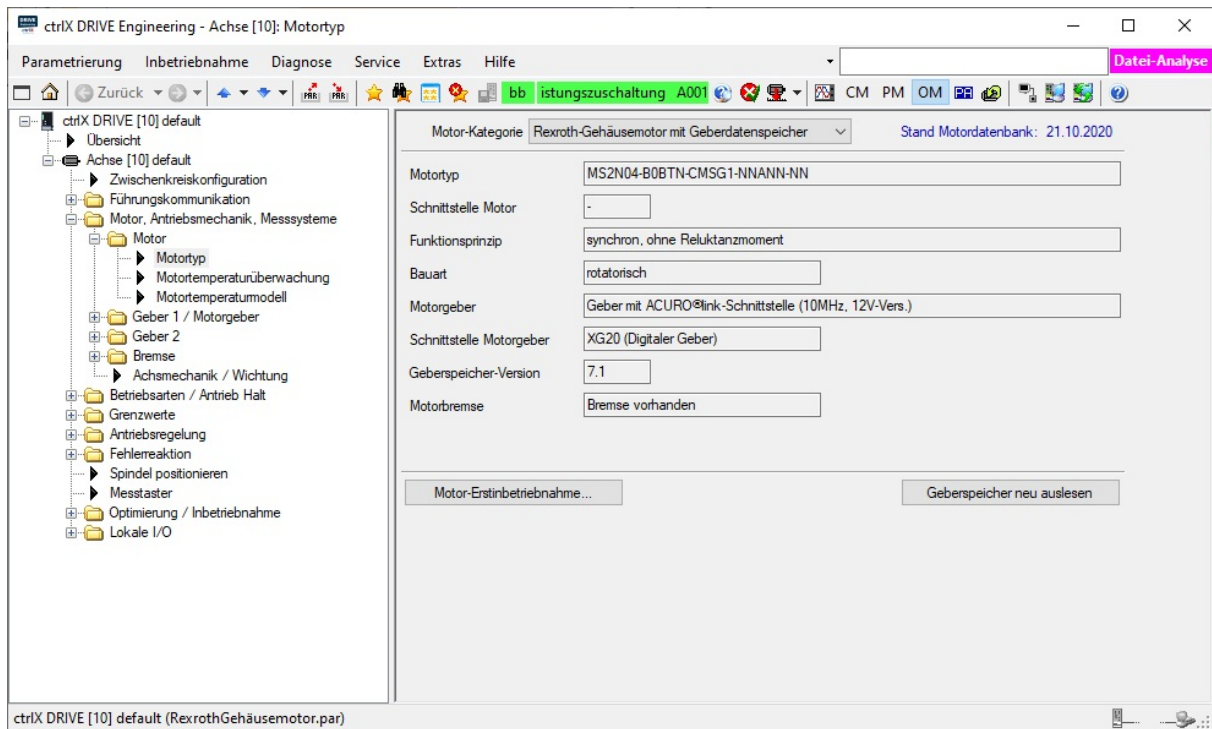 ctrlX DRIVE Engineering - Achse [10]: Motortyp
Parametrierung Inbetriebnahme Diagnose Service Extras Hilfe
Datei-Analyse
Zurück PAR PAR bb istungszuschaltung A001 CM PM OM
ctrlX DRIVE [10] default
Übersicht
Achse [10] default
Zwischenkreiskonfiguration
Führungskommunikation
Motor, Antriebsmechanik, Messsysteme
Motor
Motortyp
Motortemperaturüberwachung
Motortemperaturmodell
Geber 1 / Motorgeber
Geber 2
Bremse
Achsmechanik / Wichtung
Betriebsarten / Antrieb Halt
Grenzwerte
Antriebsregelung
Fehlerreaktion
Spindel positionieren
Messtaster
Optimierung / Inbetriebnahme
Lokale I/O
Motor-Kategorie Rexroth-Gehäusemotor mit Geberdatenspeicher Stand Motordatenbank: 21.10.2020
Motortyp MS2N04-B0BTN-CMSG1-NNANN-NN
Schnittstelle Motor -
Funktionsprinzip synchron, ohne Reluktanzmoment
Bauart rotatorisch
Motorgeber Geber mit ACURO®link-Schnittstelle (10MHz, 12V-Vers.)
Schnittstelle Motorgeber XG20 (Digitaler Geber)
Geberspeicher-Version 7.1
Motorbremse Bremse vorhanden
Motor-Erstinbetriebnahme... Geberspeicher neu auslesen
ctrlX DRIVE [10] default (RexrothGehäusemotor.par)